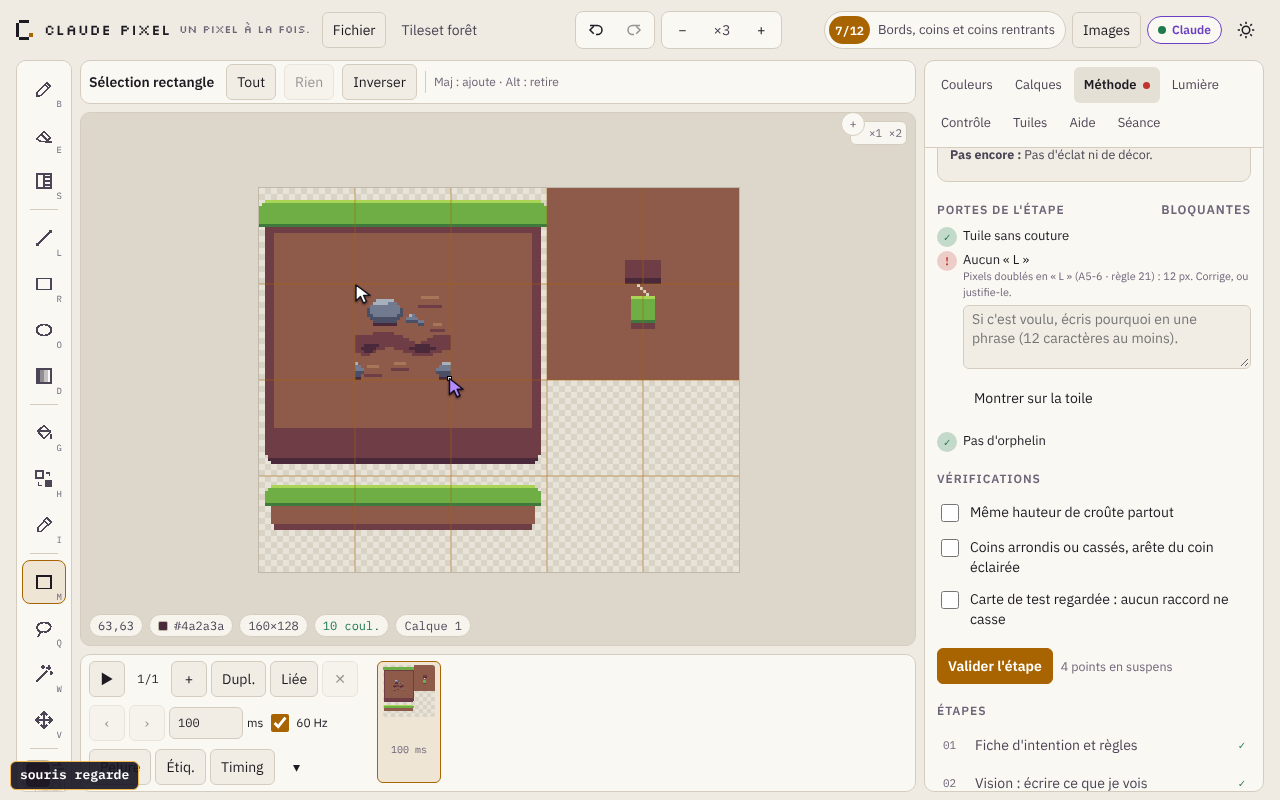 CLAUDE PIXEL UN PIXEL À LA FOIS. Fichier Tileset forêt − ×3 + 7/12 Bords, coins et coins rentrants Images Claude
Sélection rectangle Tout Rien Inverser Maj : ajoute · Alt : retire
Couleurs Calques Méthode Lumière
Contrôle Tuiles Aide Séance
B
E
S
L
R
O
D
G
H
I
M
Q
W
V
+ ×1 ×2
Pas encore : Pas d'éclat ni de décor.
PORTES DE L'ÉTAPE BLOQUANTES
✓ Tuile sans couture
! Aucun « L »
Pixels doublés en « L » (A5-6 · règle 21) : 12 px. Corrige, ou
justifie-le.
Si c'est voulu, écris pourquoi en une
phrase (12 caractères au moins).
Montrer sur la toile
✓ Pas d'orphelin
VÉRIFICATIONS
Même hauteur de croûte partout
Coins arrondis ou cassés, arête du coin
éclairée
Carte de test regardée : aucun raccord ne
casse
Valider l'étape 4 points en suspens
ÉTAPES
01 Fiche d'intention et règles ✓
02 Vision : écrire ce que je vois ✓
63,63 #4a2a3a 160×128 10 coul. Calque 1
1/1 + Dupl. Liée ✕
‹ › 100 ms 60 Hz
Étiq. Timing ▼
100 ms
souris regarde